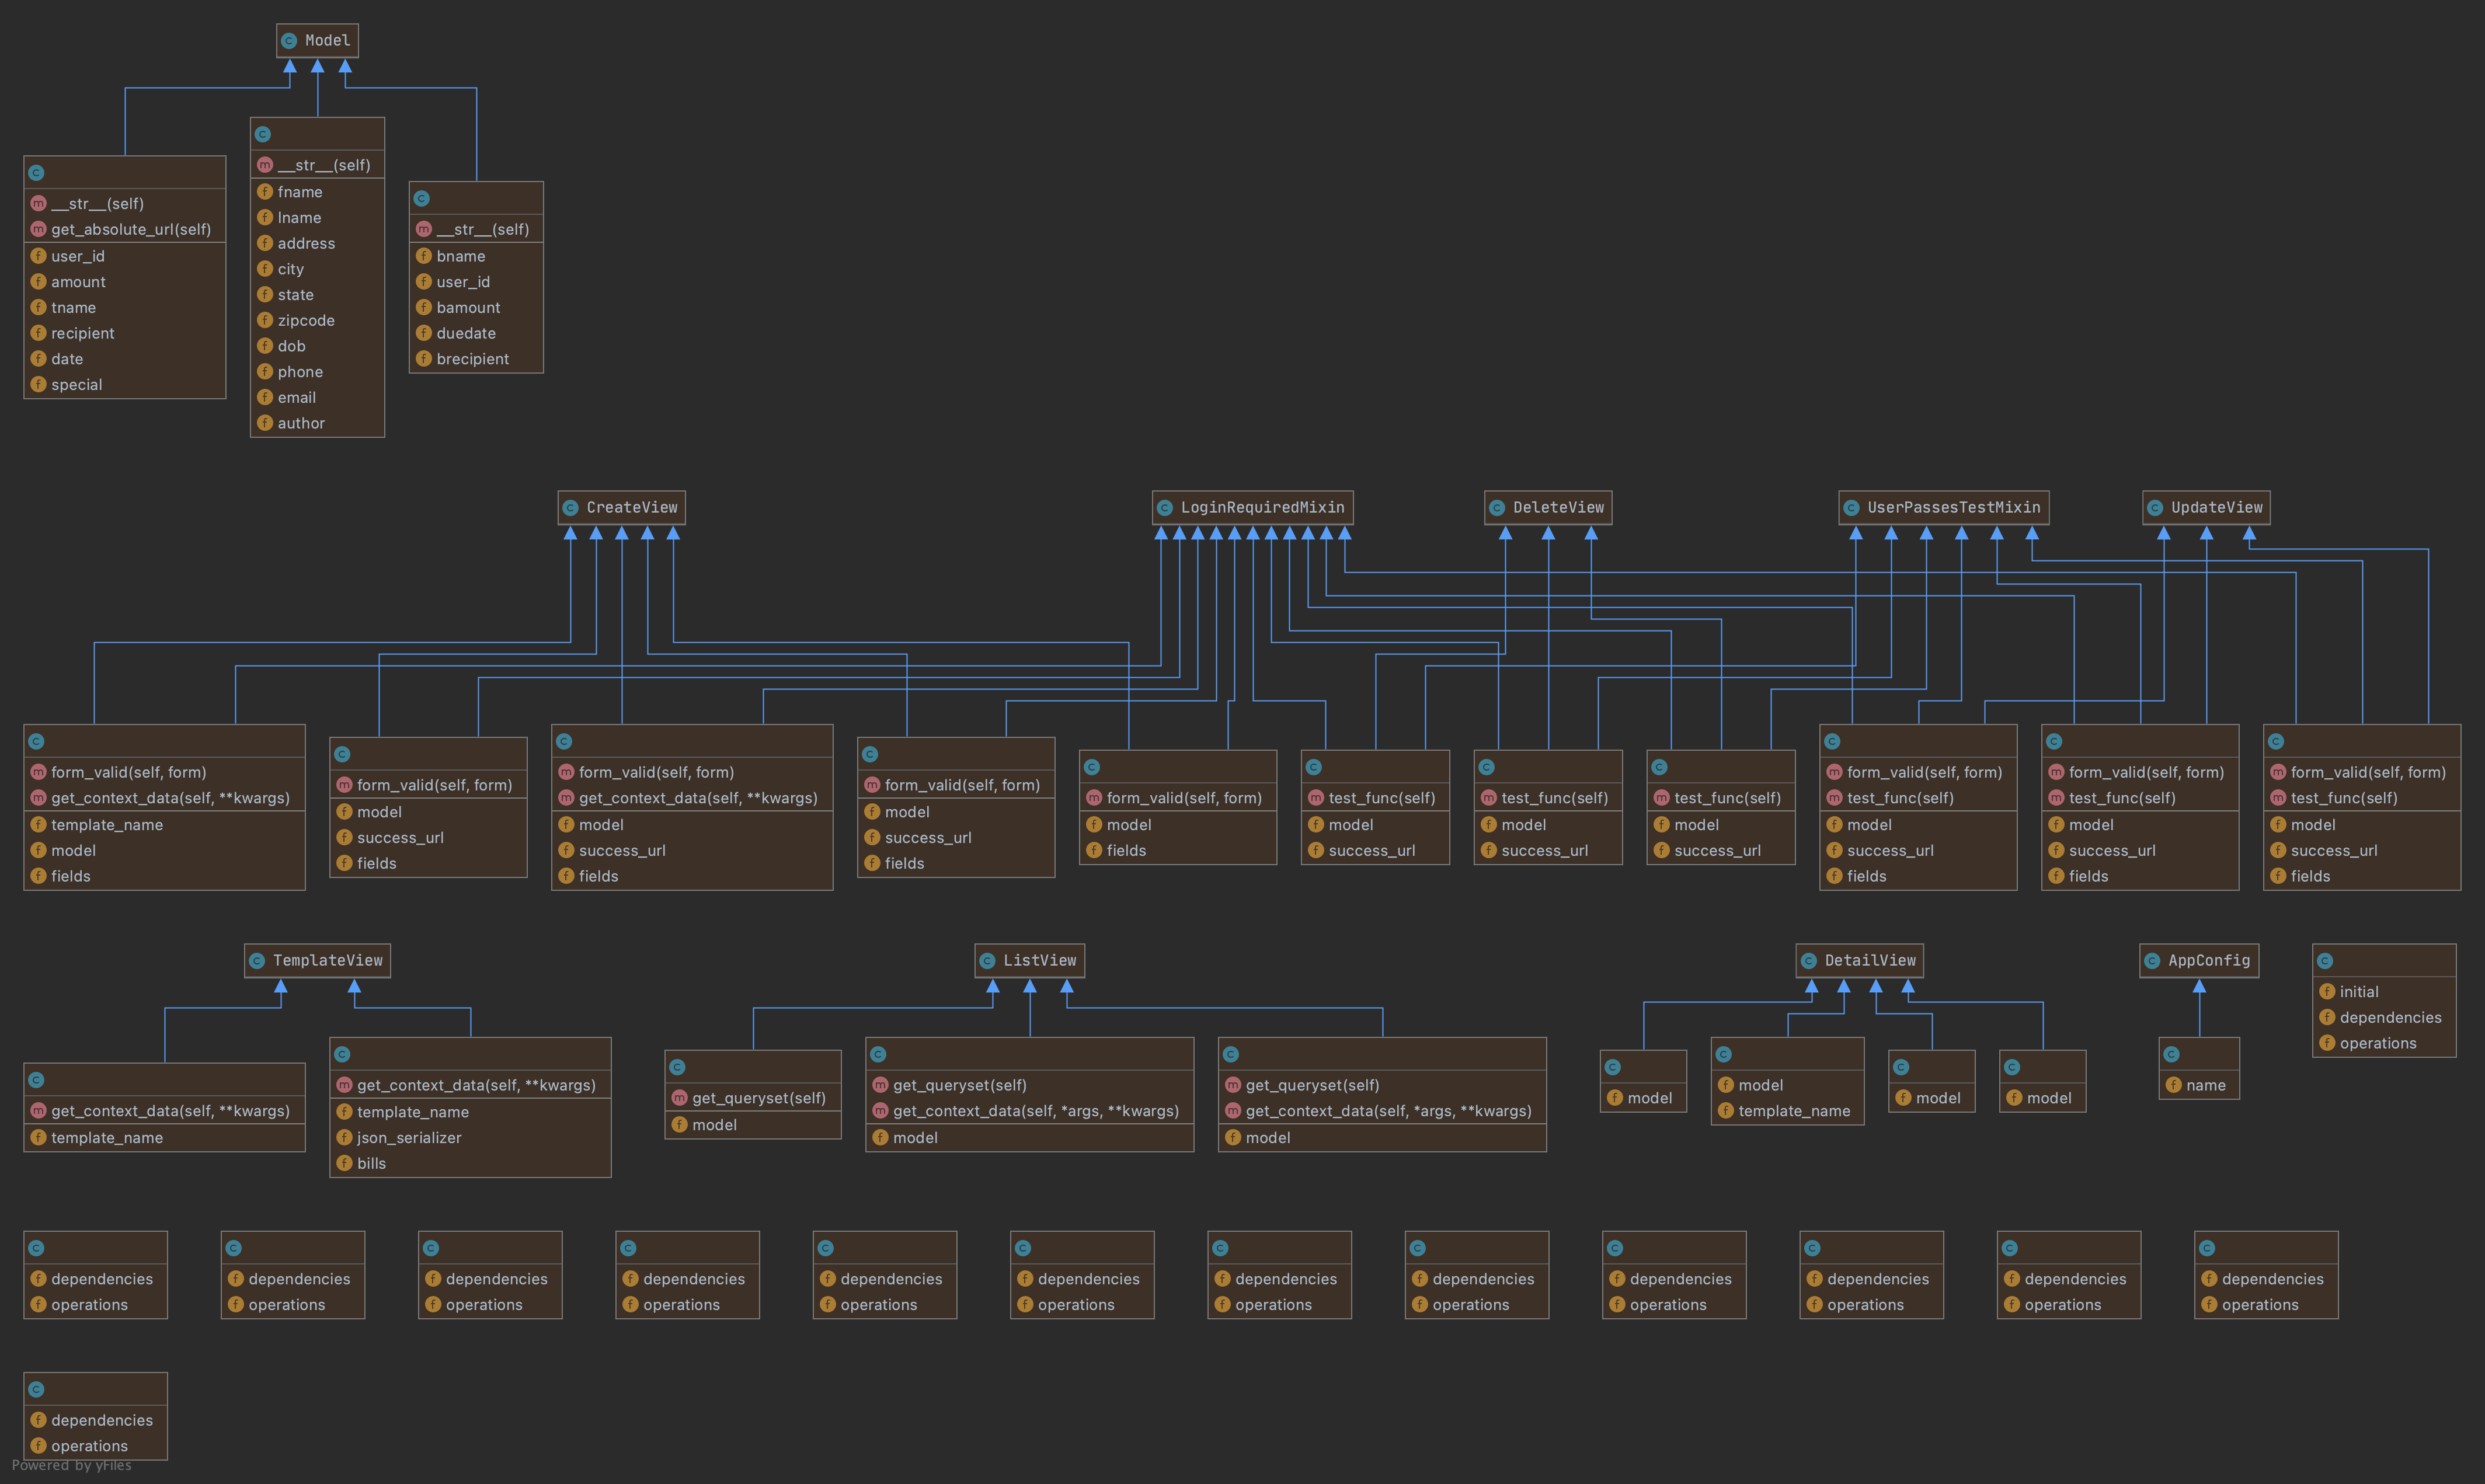 Model
__str__(self)
get_absolute_url(self)
user_id
amount
tname
recipient
date
special
__str__(self)
fname
lname
address
city
state
zipcode
dob
phone
email
author
__str__(self)
bname
user_id
bamount
duedate
brecipient
CreateView
LoginRequiredMixin
DeleteView
UserPassesTestMixin
UpdateView
form_valid(self, form)
get_context_data(self, **kwargs)
template_name
model
fields
form_valid(self, form)
model
success_url
fields
form_valid(self, form)
get_context_data(self, **kwargs)
model
success_url
fields
form_valid(self, form)
model
success_url
fields
form_valid(self, form)
model
fields
test_func(self)
model
success_url
test_func(self)
model
success_url
test_func(self)
model
success_url
form_valid(self, form)
test_func(self)
model
success_url
fields
form_valid(self, form)
test_func(self)
model
success_url
fields
form_valid(self, form)
test_func(self)
model
success_url
fields
TemplateView
ListView
DetailView
AppConfig
get_context_data(self, **kwargs)
template_name
get_context_data(self, **kwargs)
template_name
json_serializer
bills
get_queryset(self)
model
get_queryset(self)
get_context_data(self, *args, **kwargs)
model
get_queryset(self)
get_context_data(self, *args, **kwargs)
model
model
model
template_name
model
model
name
initial
dependencies
operations
dependencies
operations
dependencies
operations
dependencies
operations
dependencies
operations
dependencies
operations
dependencies
operations
dependencies
operations
dependencies
operations
dependencies
operations
dependencies
operations
dependencies
operations
dependencies
operations
dependencies
operations
Powered by yFiles